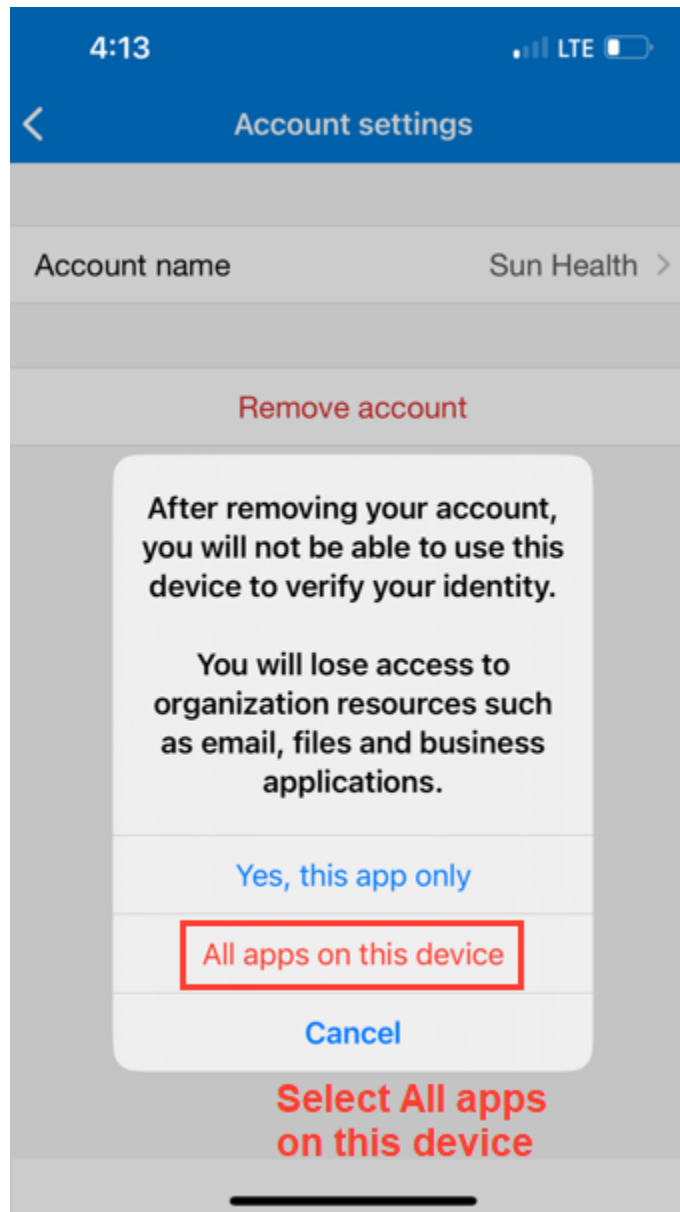 4:13 LTE
Account settings
Account name Sun Health
Remove account
After removing your account,
you will not be able to use this
device to verify your identity.
You will lose access to
organization resources such
as email, files and business
applications.
Yes, this app only
All apps on this device
Cancel
Select All apps
on this device